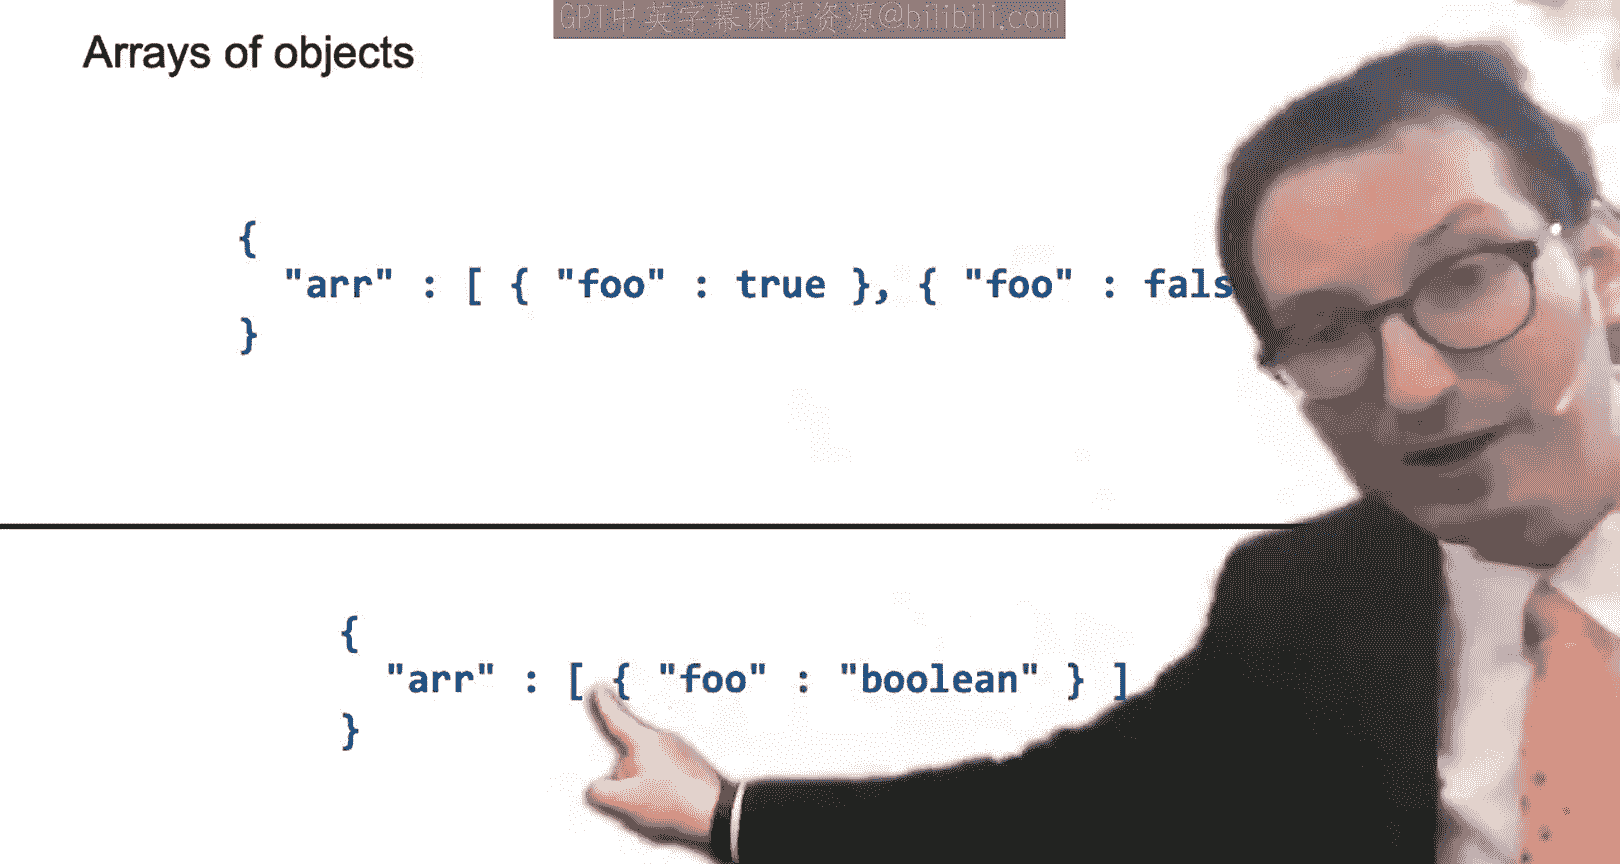 GPT中英字幕课程资源@bilibili.com
Arrays of objects
{
"arr" : [ { "foo" : true }, { "foo" : fals
}
{
"arr" : [ { "foo" : "boolean" } ]
}